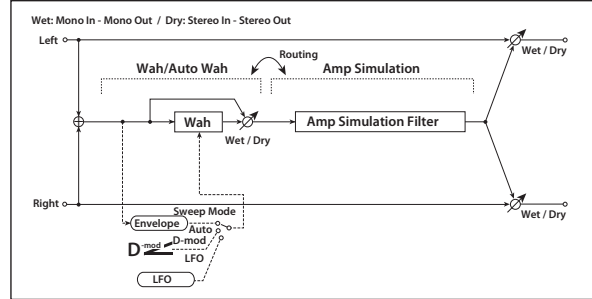 Wet: Mono In - Mono Out / Dry: Stereo In - Stereo Out
Left
Wet / Dry
Routing
Wah/Auto Wah
Amp Simulation
Wah
Wet / Dry
Amp Simulation Filter
Right
Wet / Dry
Sweep Mode
Envelope
Auto
D-mod
D-mod
LFO
LFO